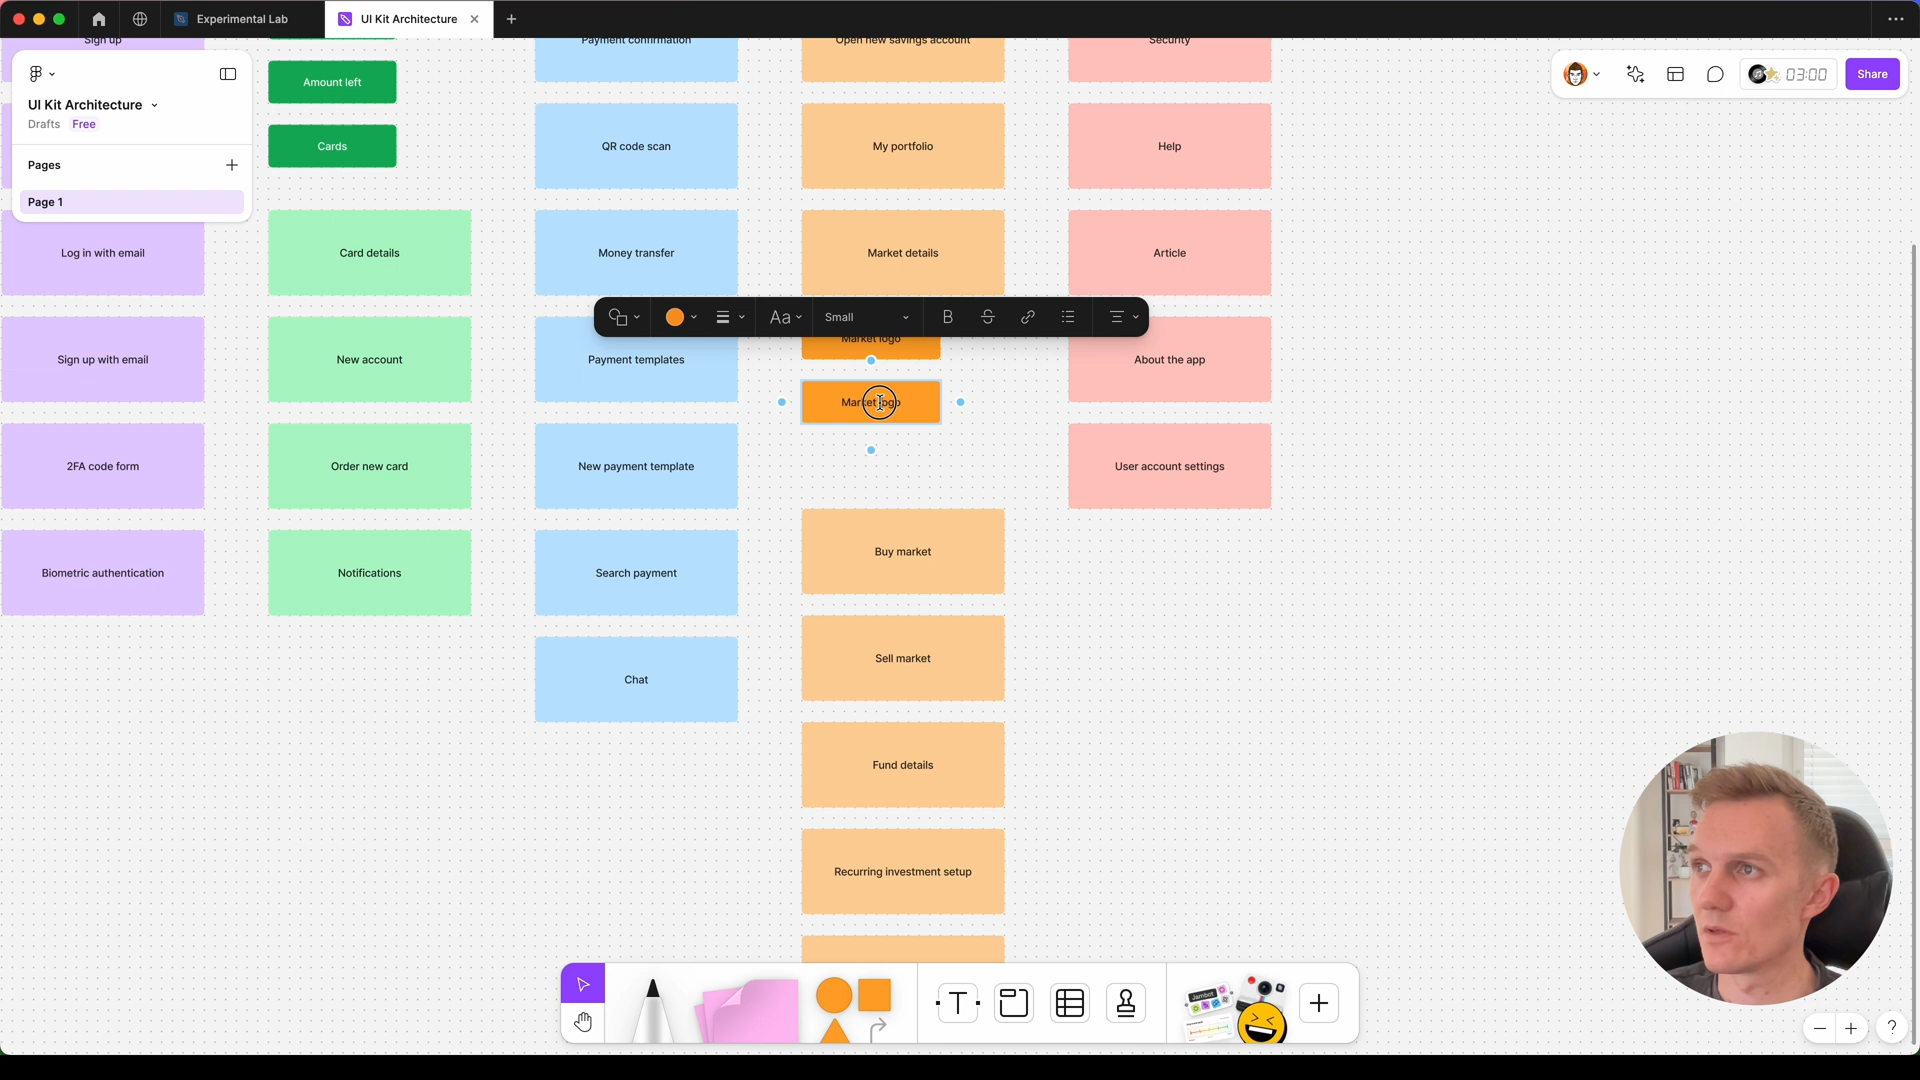 Experimental Lab
UI Kit Architecture
UI Kit Architecture
Drafts Free
Pages
Page 1
03:00
Share
Sign up
Amount left
Cards
Payment confirmation
Open new savings account
Security
QR code scan
My portfolio
Help
Log in with email
Card details
Money transfer
Market details
Article
Aa
Small
B
S
Market logo
Sign up with email
New account
Payment templates
About the app
Market logo
2FA code form
Order new card
New payment template
User account settings
Buy market
Biometric authentication
Notifications
Search payment
Sell market
Chat
Fund details
Recurring investment setup
T
Jambot
?